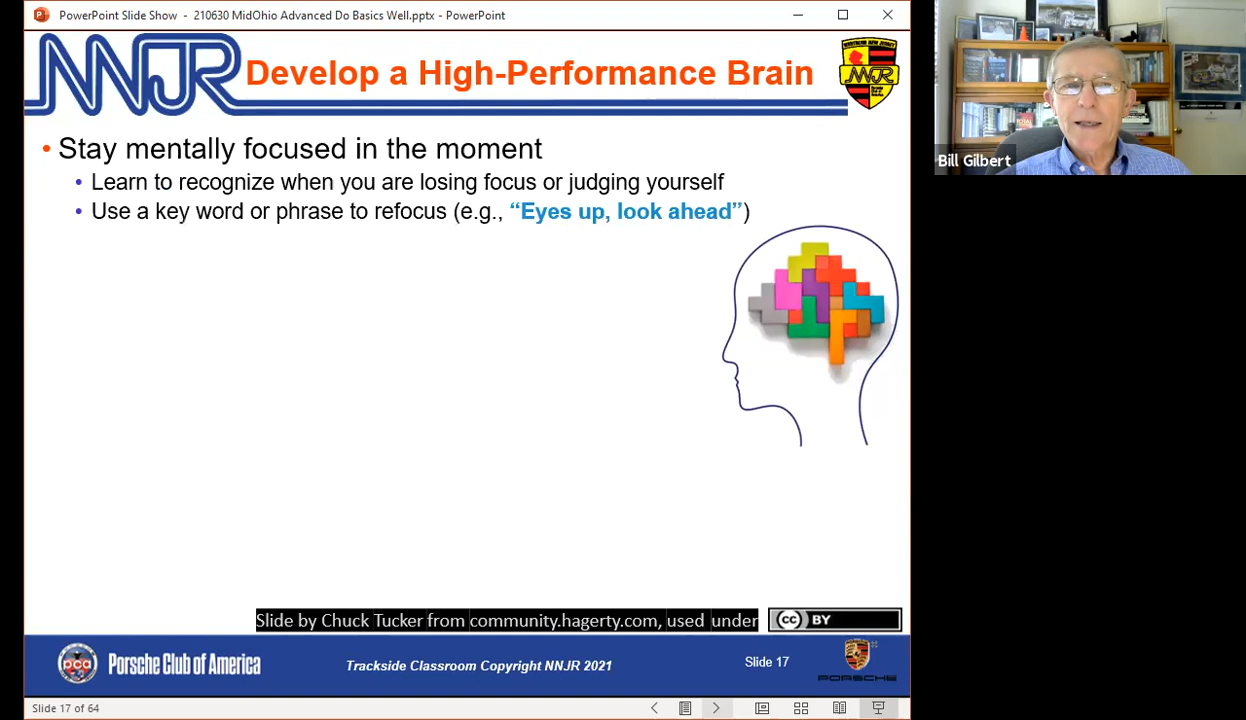 PowerPoint Slide Show - 210630 MidOhio Advanced Do Basics Well.pptx - PowerPoint
NNJR Develop a High-Performance Brain
NNJR
Stay mentally focused in the moment
Learn to recognize when you are losing focus or judging yourself
Use a key word or phrase to refocus (e.g., “Eyes up, look ahead”)
Bill Gilbert
Slide by Chuck Tucker from community.hagerty.com, used under
cc BY
pca Porsche Club of America
Trackside Classroom Copyright NNJR 2021
Slide 17
PORSCHE
Slide 17 of 64